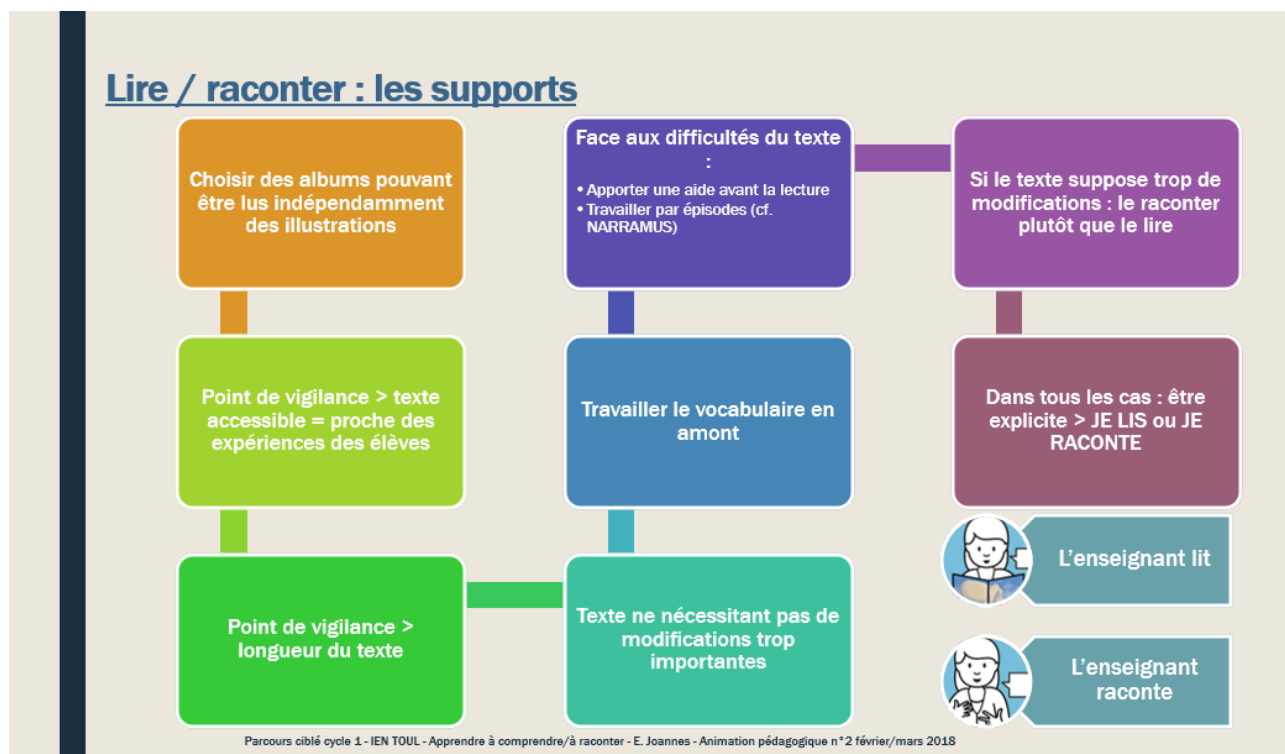 Lire / raconter : les supports
Choisir des albums pouvant
être lus indépendamment
des illustrations
Point de vigilance > texte
accessible = proche des
expériences des élèves
Point de vigilance >
longueur du texte
Texte ne nécessitant pas de
modifications trop
importantes
Travailler le vocabulaire en
amont
Face aux difficultés du texte
:
• Apporter une aide avant la lecture
• Travailler par épisodes (cf.
NARRAMUS)
Si le texte suppose trop de
modifications : le raconter
plutôt que le lire
Dans tous les cas : être
explicite > JE LIS ou JE
RACONTE
L'enseignant lit
L'enseignant
raconte
Parcours ciblé cycle 1 - IEN TOUL - Apprendre à comprendre/à raconter - E. Joannes - Animation pédagogique n°2 février/mars 2018